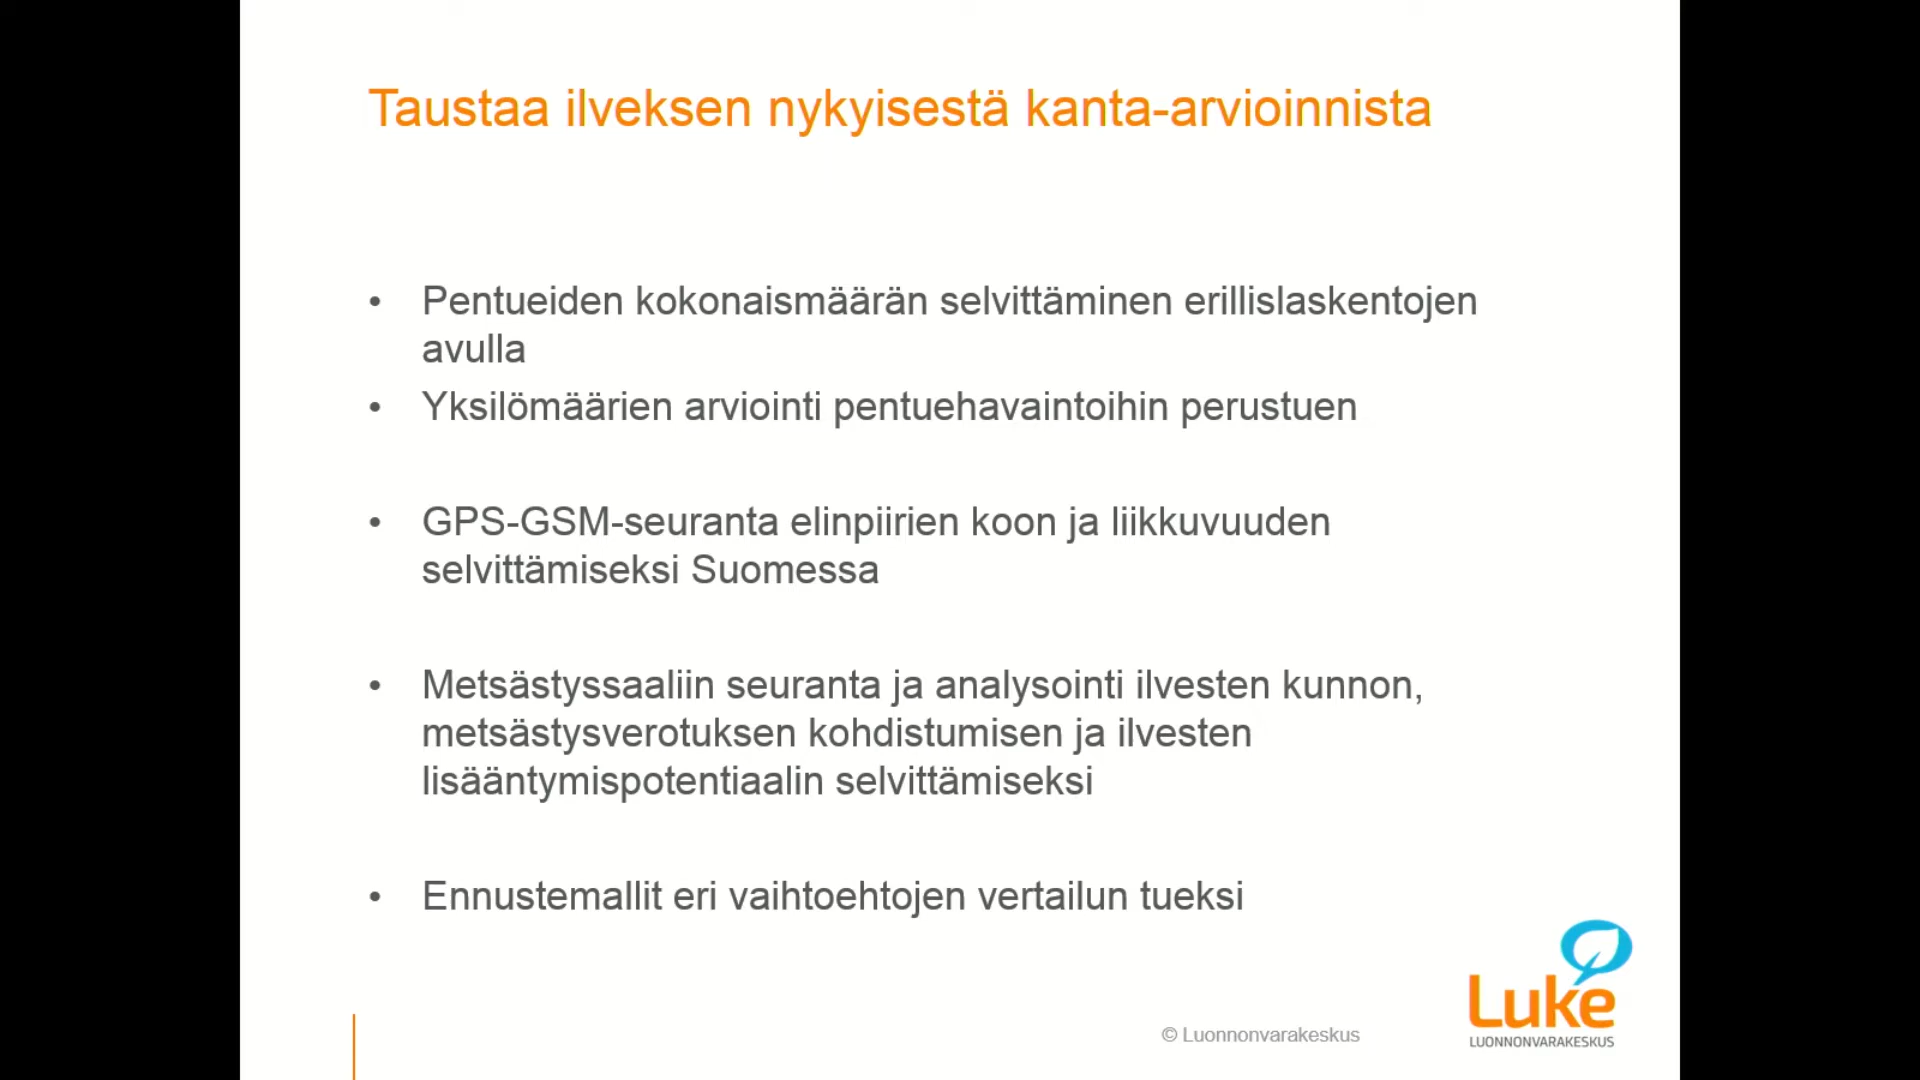 Taustaa ilveksen nykyisestä kanta-arvioinnista
• Pentueiden kokonaismäärän selvittäminen erillislaskentojen
avulla
• Yksilömäärien arviointi pentuehavaintoihin perustuen
• GPS-GSM-seuranta elinpiirien koon ja liikkuvuuden
selvittämiseksi Suomessa
• Metsästyssaaliin seuranta ja analysointi ilvesten kunnon,
metsästysverotuksen kohdistumisen ja ilvesten
lisääntymispotentiaalin selvittämiseksi
• Ennustemallit eri vaihtoehtojen vertailun tueksi
© Luonnonvarakeskus
Luke
LUONNONVARAKESKUS